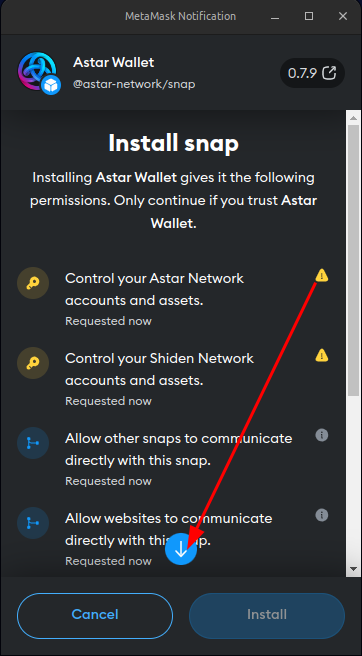 MetaMask Notification
Astar Wallet
@astar-network/snap
0.7.9
Install snap
Installing Astar Wallet gives it the following
permissions. Only continue if you trust Astar
Wallet.
Control your Astar Network
accounts and assets.
Requested now
Control your Shiden Network
accounts and assets.
Requested now
Allow other snaps to communicate
directly with this snap.
Requested now
Allow websites to communicate
directly with this snap.
Requested now
Cancel
Install